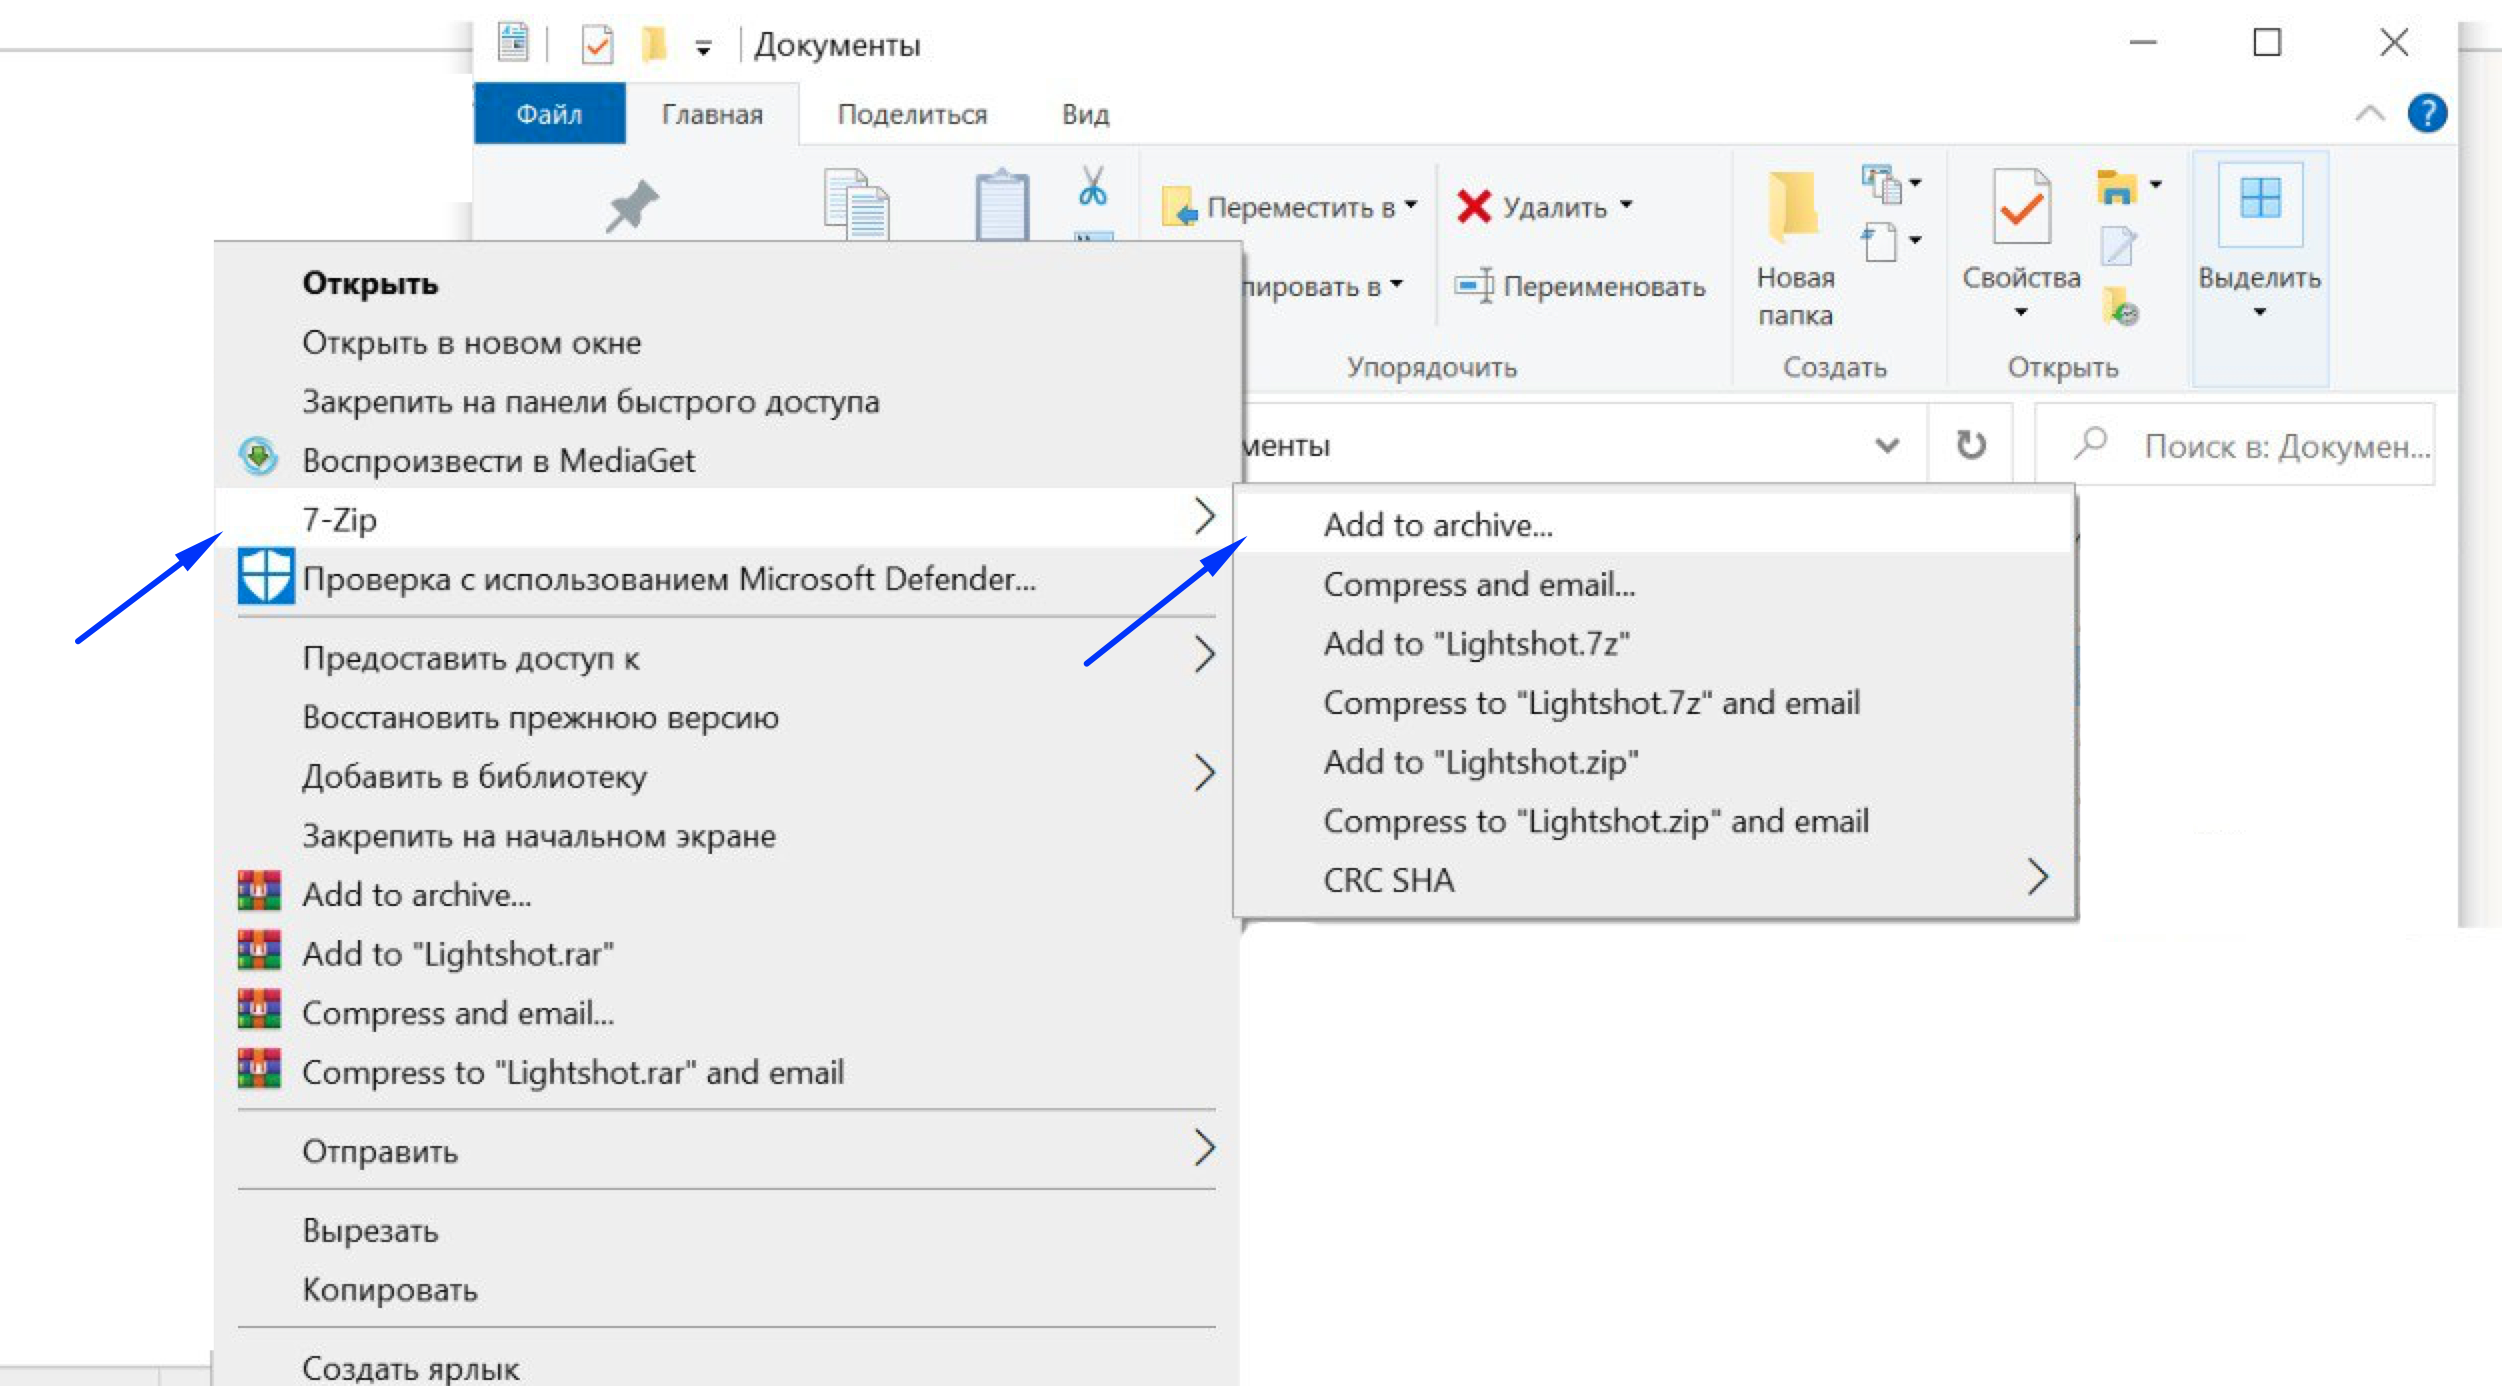 Документы
Файл Главная Поделиться Вид
Переместить в Удалить
пировать в Переименовать
Новая папка
Свойства
Выделить
Упорядочить Создать Открыть
менты
Поиск в: Докумен...
Открыть
Открыть в новом окне
Закрепить на панели быстрого доступа
Воспроизвести в MediaGet
7-Zip
Проверка с использованием Microsoft Defender...
Предоставить доступ к
Восстановить прежнюю версию
Добавить в библиотеку
Закрепить на начальном экране
Add to archive...
Add to "Lightshot.rar"
Compress and email...
Compress to "Lightshot.rar" and email
Отправить
Вырезать
Копировать
Создать ярлык
Add to archive...
Compress and email...
Add to "Lightshot.7z"
Compress to "Lightshot.7z" and email
Add to "Lightshot.zip"
Compress to "Lightshot.zip" and email
CRC SHA